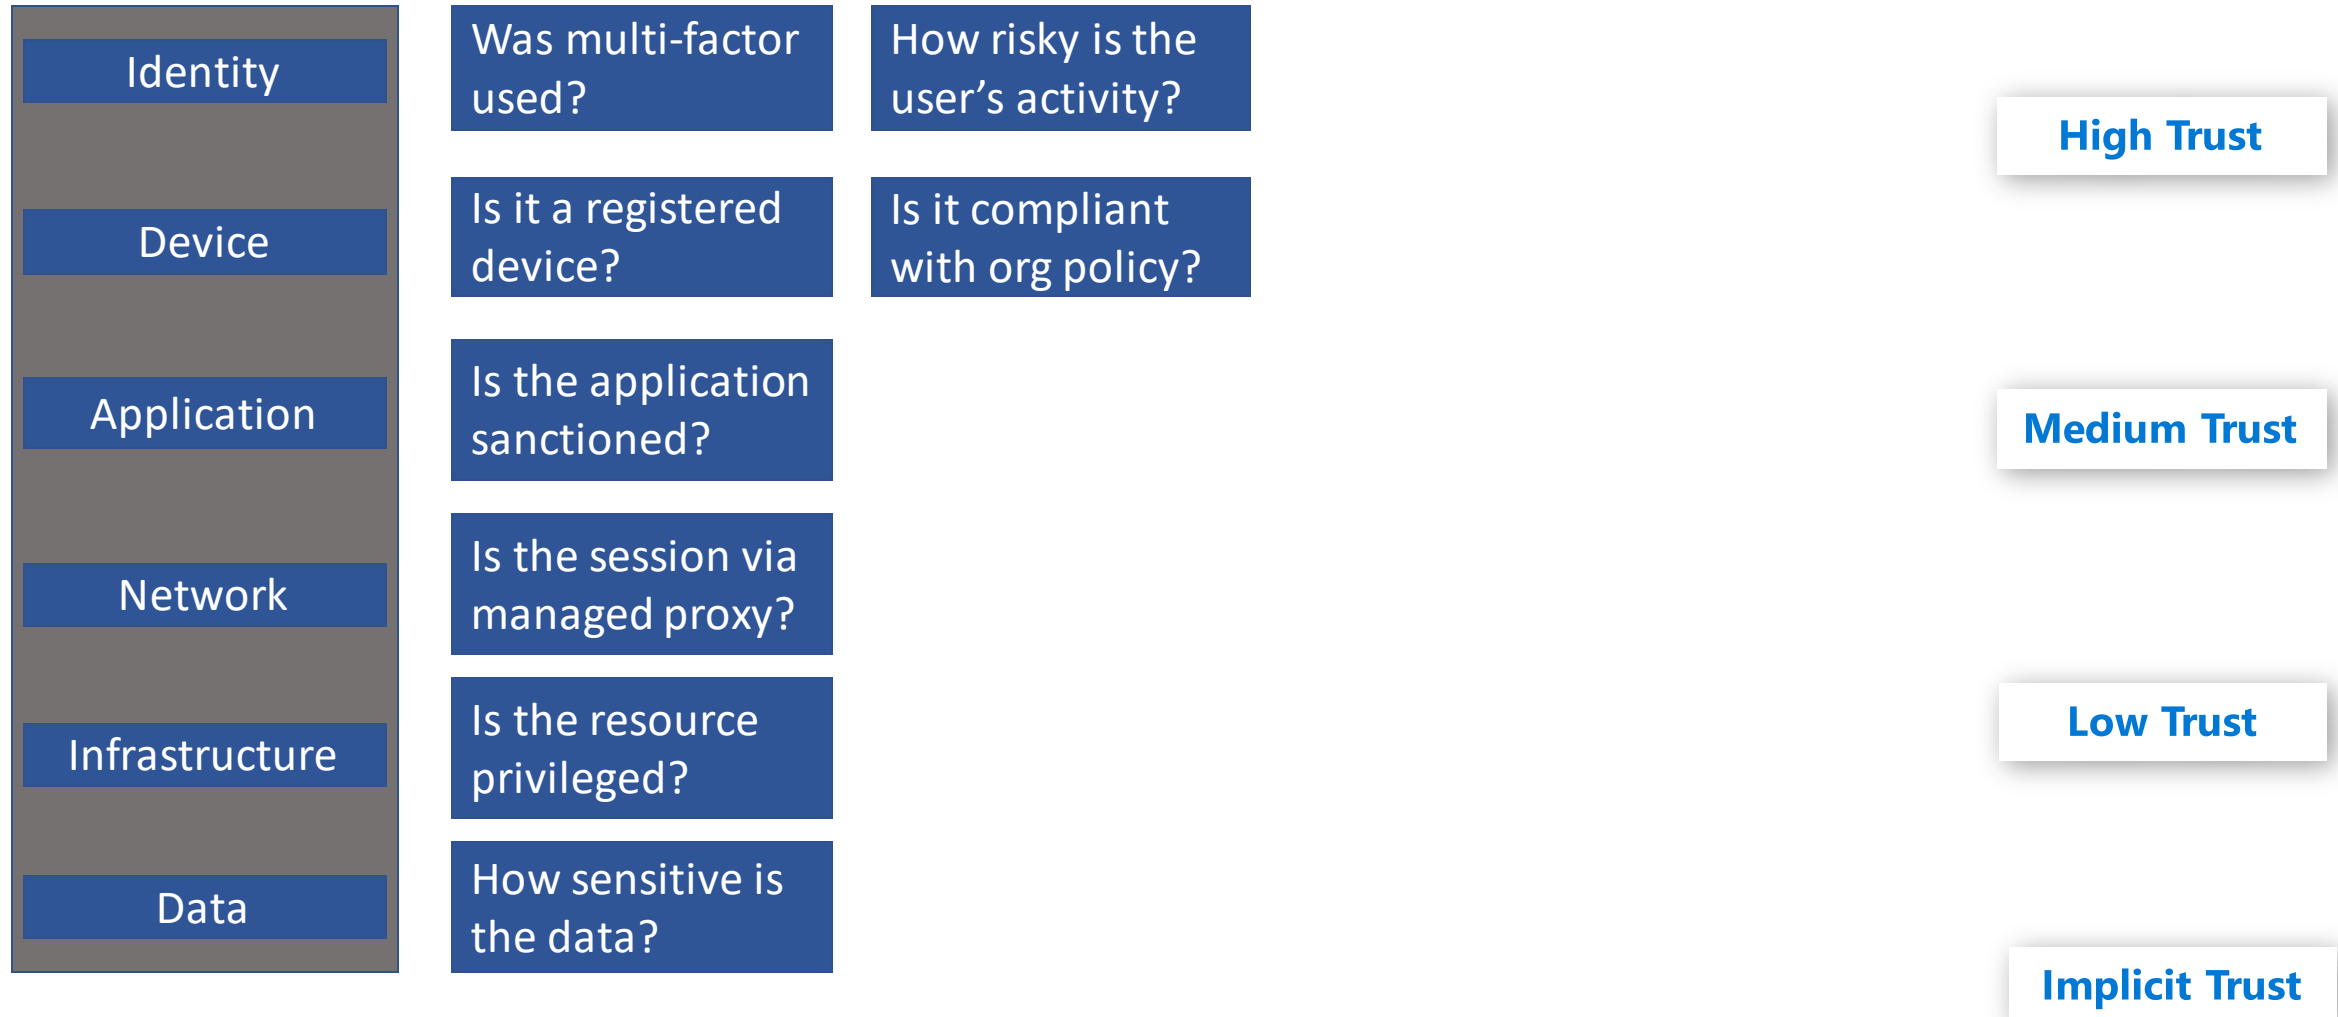 Identity
Was multi-factor
used?
How risky is the
user’s activity?
High Trust
Device
Is it a registered
device?
Is it compliant
with org policy?
Application
Is the application
sanctioned?
Medium Trust
Network
Is the session via
managed proxy?
Infrastructure
Is the resource
privileged?
Low Trust
Data
How sensitive is
the data?
Implicit Trust